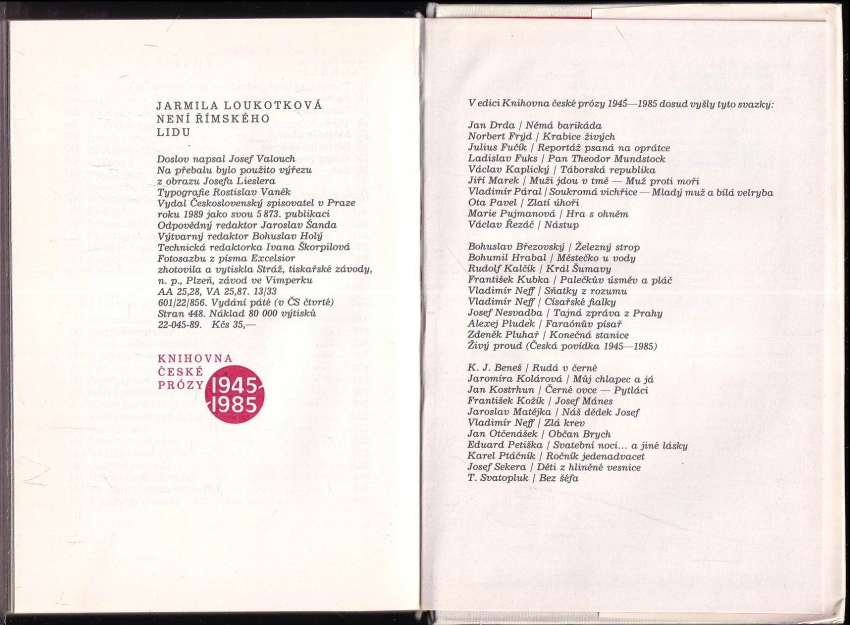 JARMILA LOUKOTKOVÁ
NENÍ ŘÍMSKÉHO
LIDU
Doslov napsal Josef Valouch
Na přebalu bylo použito výřezu
z obrazu Josefa Lieslera
Typografie Rostislav Vaněk
Vydal Československý spisovatel v Praze
roku 1989 jako svou 5 873. publikaci
Odpovědný redaktor Jaroslav Šanda
Výtvarný redaktor Bohuslav Holý
Technická redaktorka Ivana Škorpilová
Fotosazbu z písma Excelsior
zhotovila a vytiskla Stráž, tiskařské závody,
n. p., Plzeň, závod ve Vimperku
AA 25,28, VA 25,87. 13/33
601/22/856. Vydání páté (v ČS čtvrté)
Stran 448. Náklad 80 000 výtisků
22-045-89. Kčs 35,—
KNIHOVNA
ČESKÉ
PRÓZY
1945-
-1985
V edici Knihovna české prózy 1945—1985 dosud vyšly tyto svazky:
Jan Drda / Němá barikáda
Norbert Frýd / Krabice živých
Julius Fučík / Reportáž psaná na oprátce
Ladislav Fuks / Pan Theodor Mundstock
Václav Kaplický / Táborská republika
Jiří Marek / Muži jdou v tmě — Muž proti moři
Vladimír Páral / Soukromá vichřice — Mladý muž a bílá velryba
Ota Pavel / Zlatí úhoři
Marie Pujmanová / Hra s ohněm
Václav Řezáč / Nástup
Bohuslav Březovský / Železný strop
Bohumil Hrabal / Městečko u vody
Rudolf Kalčík / Král Šumavy
František Kubka / Palečkův úsměv a pláč
Vladimír Neff / Sňatky z rozumu
Vladimír Neff / Císařské fialky
Josef Nesvadba / Tajná zpráva z Prahy
Alexej Pludek / Faraónův písař
Zdeněk Pluhař / Konečná stanice
Živý proud (Česká povídka 1945—1985)
K. J. Beneš / Rudá v černé
Jaromíra Kolárová / Můj chlapec a já
Jan Kostrhun / Černé ovce — Pytláci
František Kožík / Josef Mánes
Jaroslav Matějka / Náš dědek Josef
Vladimír Neff / Zlá krev
Jan Otčenášek / Občan Brych
Eduard Petiška / Svatební noci... a jiné lásky
Karel Ptáčník / Ročník jedenadvacet
Josef Sekera / Děti z hliněné vesnice
T. Svatopluk / Bez šéfa